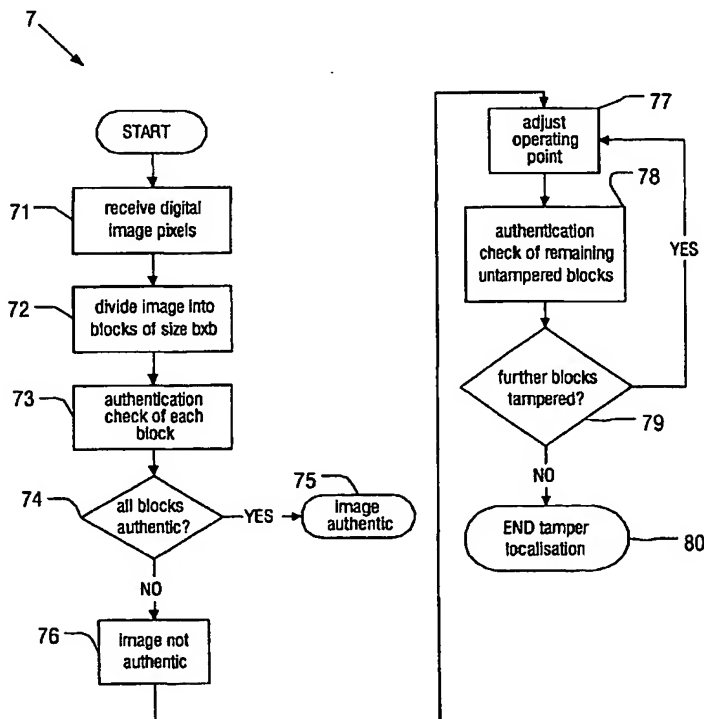 7
START
71
receive digital
image pixels
72
divide image into
blocks of size bxb
73
authentication
check of each
block
74
all blocks
authentic?
YES
75
image
authentic
NO
76
image not
authentic
77
adjust
operating
point
78
authentication
check of remaining
untampered blocks
YES
further blocks
tampered?
79
NO
END tamper
localisation
80